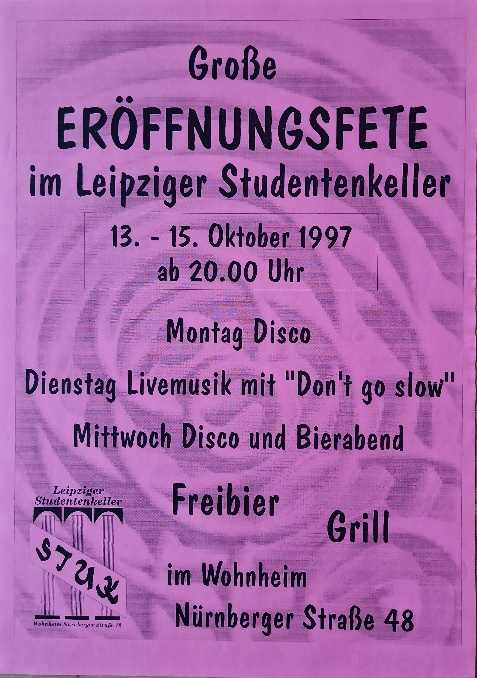 Große
ERÖFFNUNGSFETE
im Leipziger Studentenkeller
13. - 15. Oktober 1997
ab 20.00 Uhr
Montag Disco
Dienstag Livemusik mit "Don't go slow"
Mittwoch Disco und Bierabend
Freibier
Grill
im Wohnheim
Nürnberger Straße 48
Leipziger
Studentenkeller
STUK
Wohnheim Nürnberger Straße 48